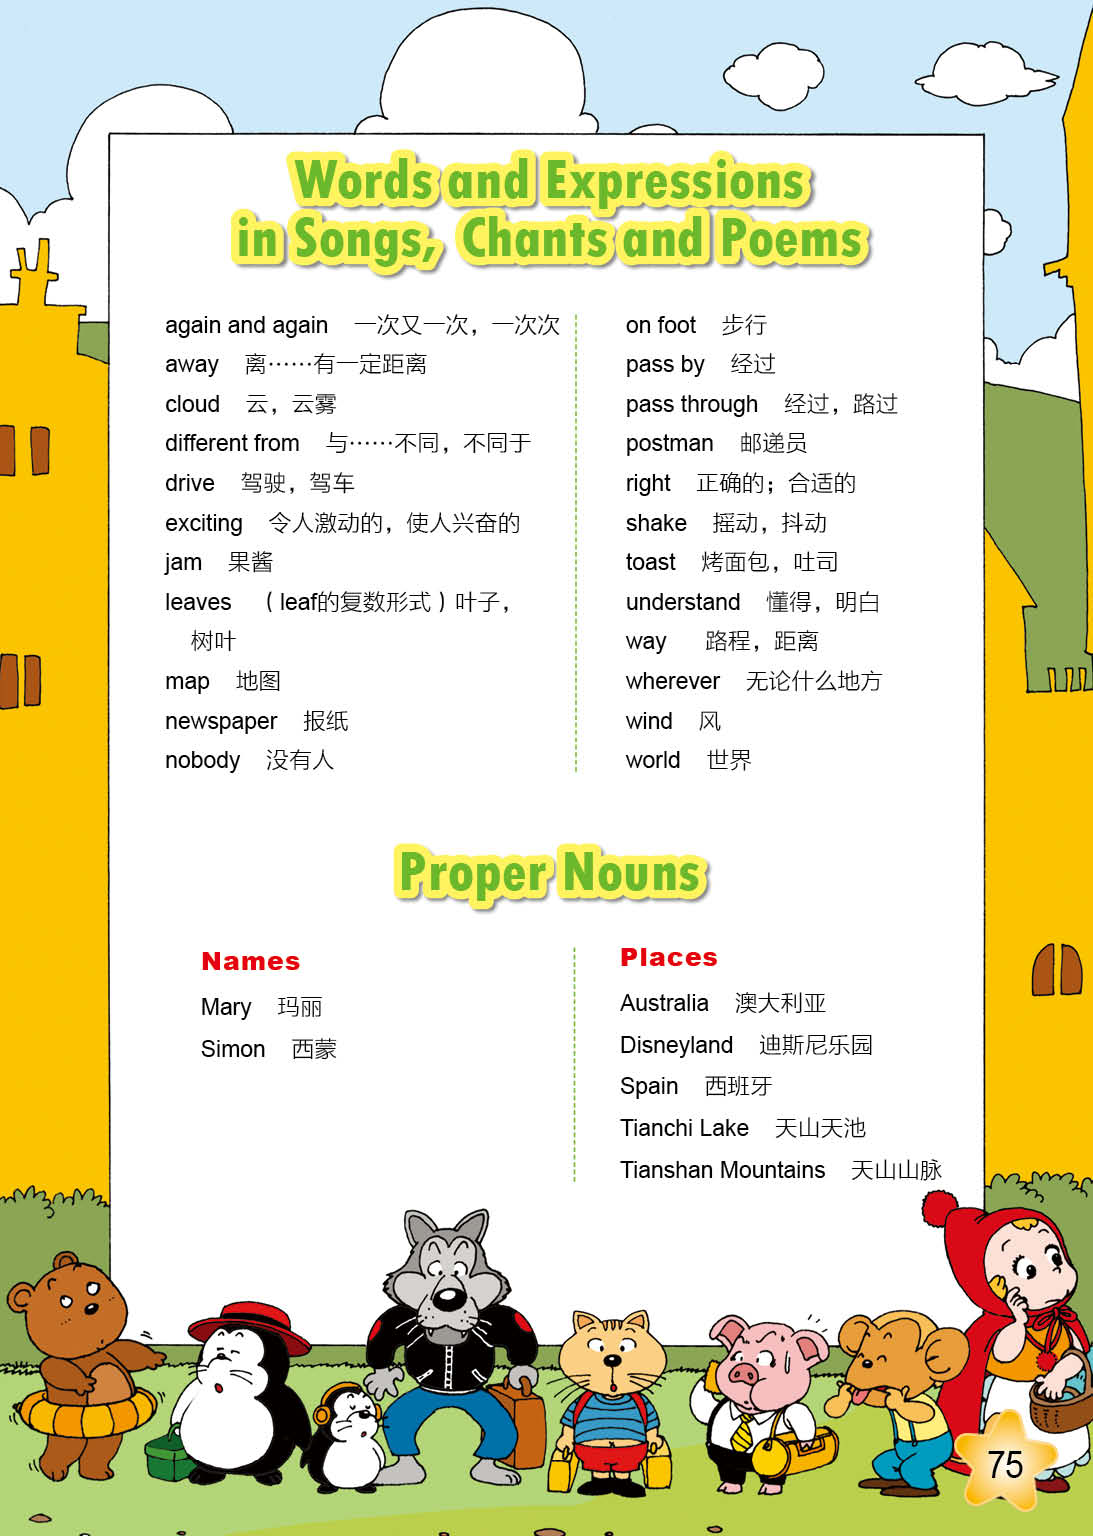 Words and Expressions
in Songs, Chants and Poems
again and again 一次又一次，一次次
away 离……有一定距离
cloud 云，云雾
different from 与……不同，不同于
drive 驾驶，驾车
exciting 令人激动的，使人兴奋的
jam 果酱
leaves （leaf的复数形式）叶子，
树叶
map 地图
newspaper 报纸
nobody 没有人
on foot 步行
pass by 经过
pass through 经过，路过
postman 邮递员
right 正确的；合适的
shake 摇动，抖动
toast 烤面包，吐司
understand 懂得，明白
way 路程，距离
wherever 无论什么地方
wind 风
world 世界
Proper Nouns
Names
Mary 玛丽
Simon 西蒙
Places
Australia 澳大利亚
Disneyland 迪斯尼乐园
Spain 西班牙
Tianchi Lake 天山天池
Tianshan Mountains 天山山脉
75